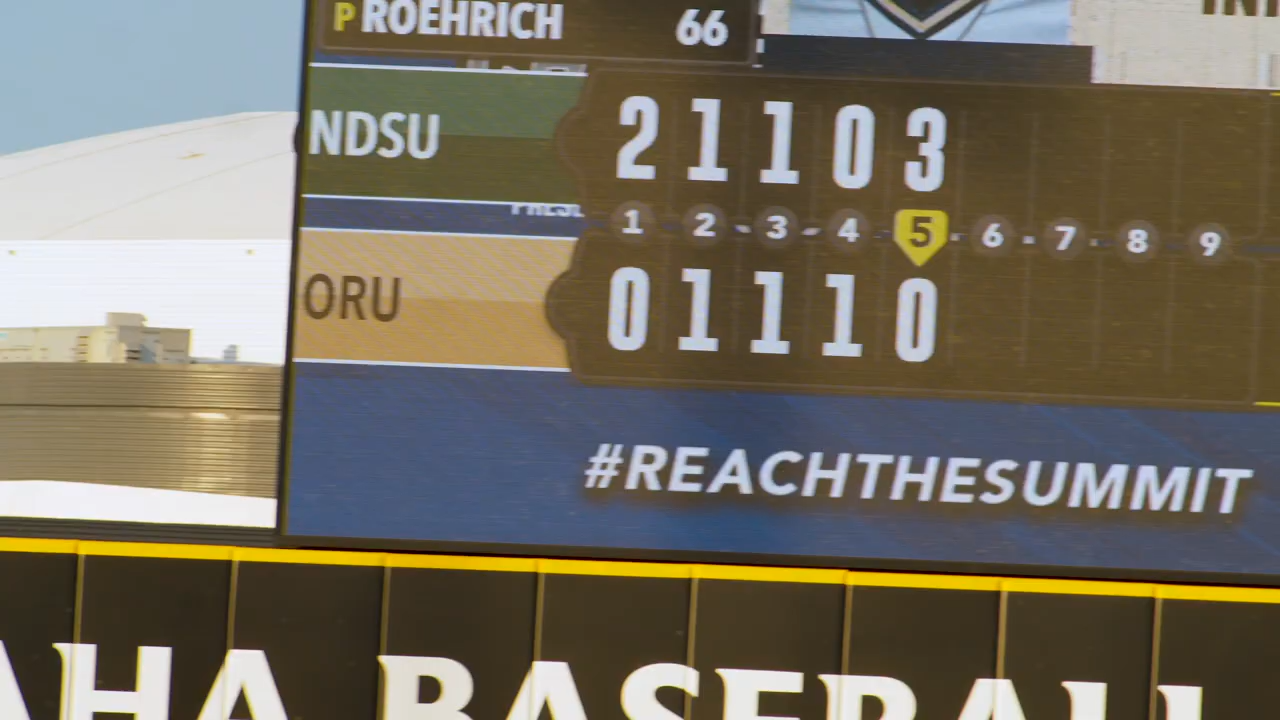 P ROEHRICH 66
NDSU 2 1 1 0 3
1 2 3 4 5 6 7 8 9
ORU 0 1 1 1 0
#REACHTHESUMMIT
AHA BASEBALL